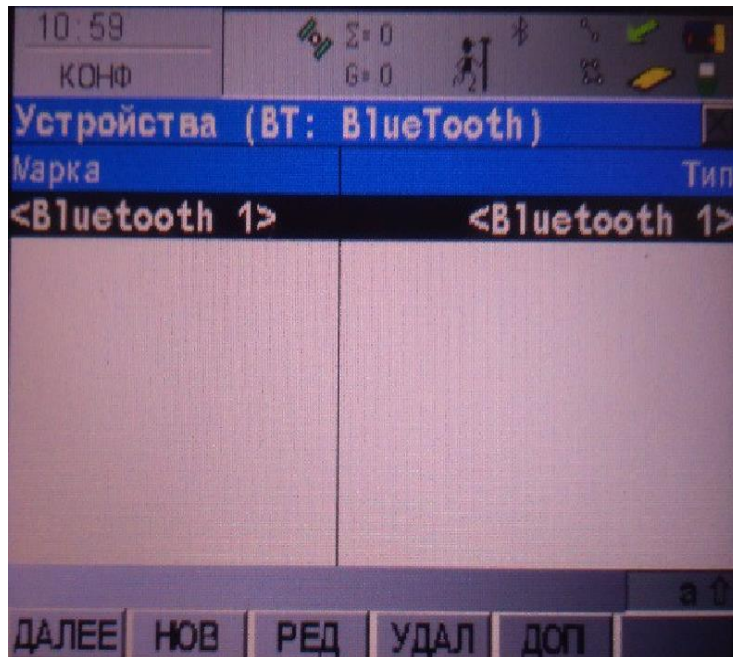 10:59
Σ= 0
КОНФ
G= 0
2
Устройства (BT: BlueTooth)
Марка Тип
<Bluetooth 1> <Bluetooth 1>
a ⇧
ДАЛЕЕ НОВ РЕД УДАЛ ДОП